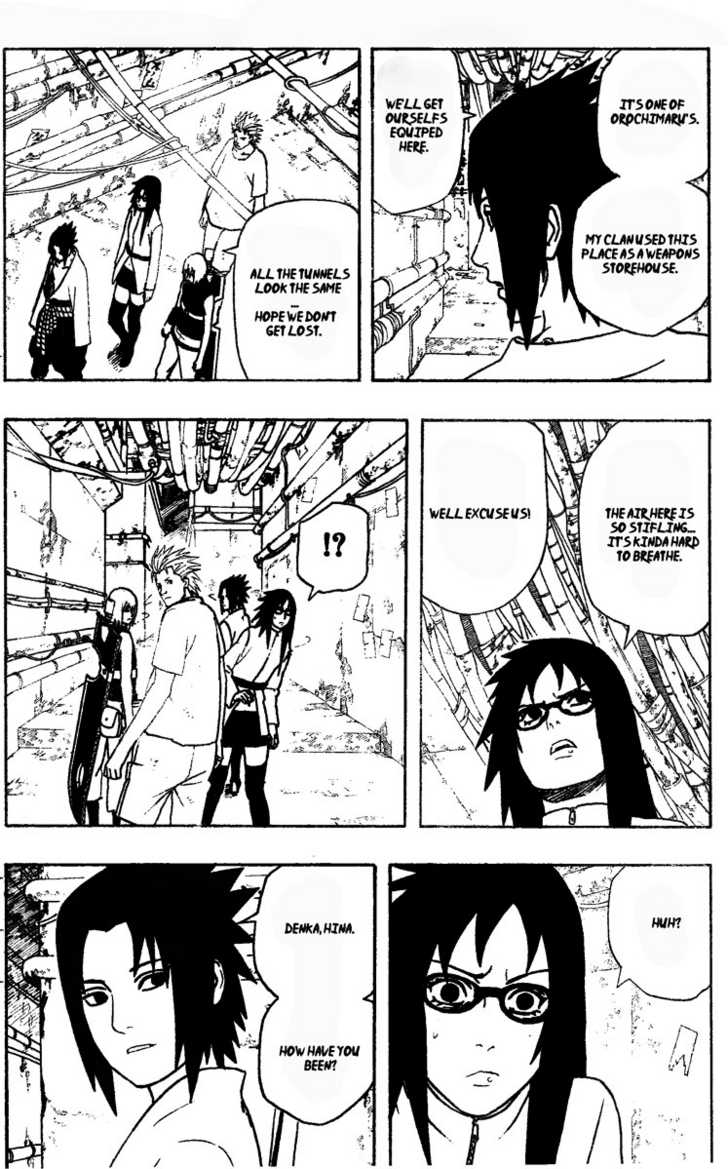 IT'S ONE OF
OROCHIMARU'S.
MY CLAN USED THIS
PLACE AS A WEAPONS
STOREHOUSE.
WE'LL GET
OURSELFS
EQUIPED
HERE.
ALL THE TUNNELS
LOOK THE SAME
...
HOPE WE DON'T
GET LOST.
THE AIR HERE IS
SO STIFLING...
IT'S KINDA HARD
TO BREATHE.
WELL EXCUSE US!
!?
HUH?
DENKA, HINA.
HOW HAVE YOU
BEEN?